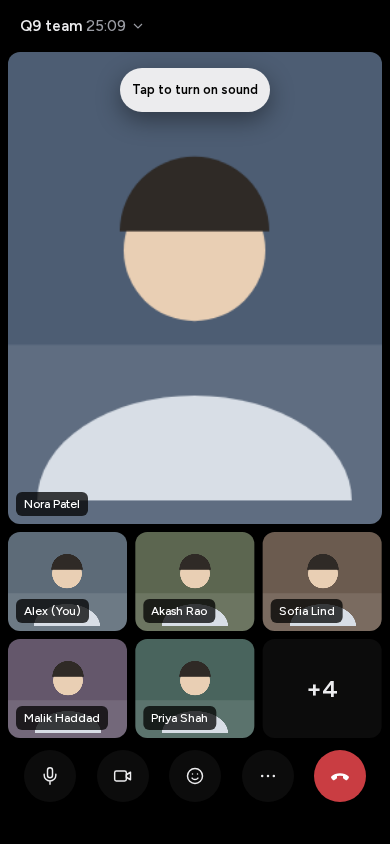 Q9 team 25:09
Tap to turn on sound
Nora Patel
Alex (You)
Akash Rao
Sofia Lind
Malik Haddad
Priya Shah
+4